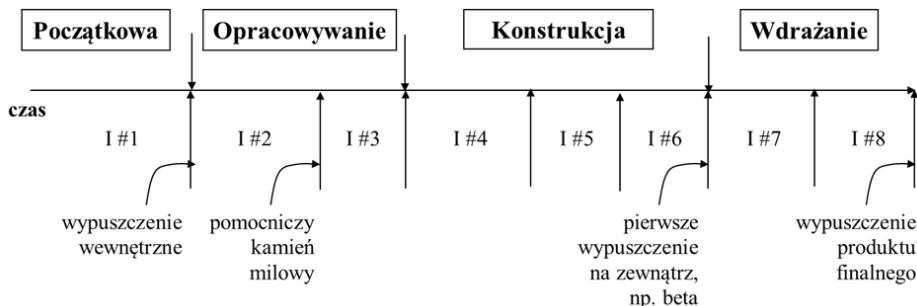 Początkowa
Opracowywanie
Konstrukcja
Wdrażanie
czas
I #1
I #2
I #3
I #4
I #5
I #6
I #7
I #8
wypuszczenie
wewnętrzne
pomocniczy
kamień
milowy
pierwsze
wypuszczenie
na zewnątrz,
np. beta
wypuszczenie
produktu
finalnego